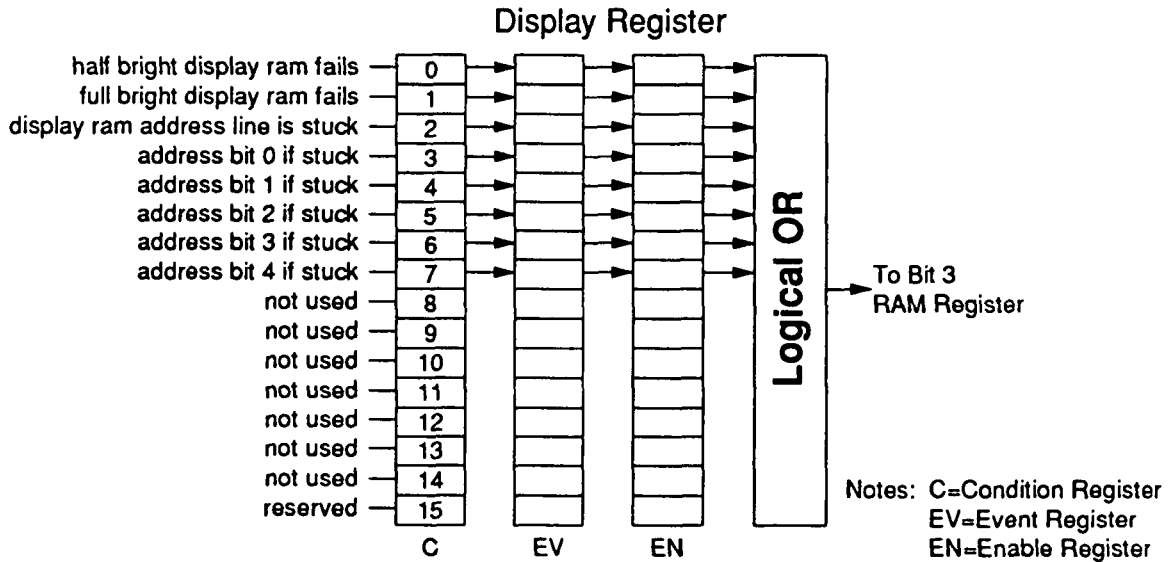 Display Register
half bright display ram fails 0
full bright display ram fails 1
display ram address line is stuck 2
address bit 0 if stuck 3
address bit 1 if stuck 4
address bit 2 if stuck 5
address bit 3 if stuck 6
address bit 4 if stuck 7
not used 8
not used 9
not used 10
not used 11
not used 12
not used 13
not used 14
reserved 15
C EV EN
Logical OR
To Bit 3
RAM Register
Notes: C=Condition Register
EV=Event Register
EN=Enable Register